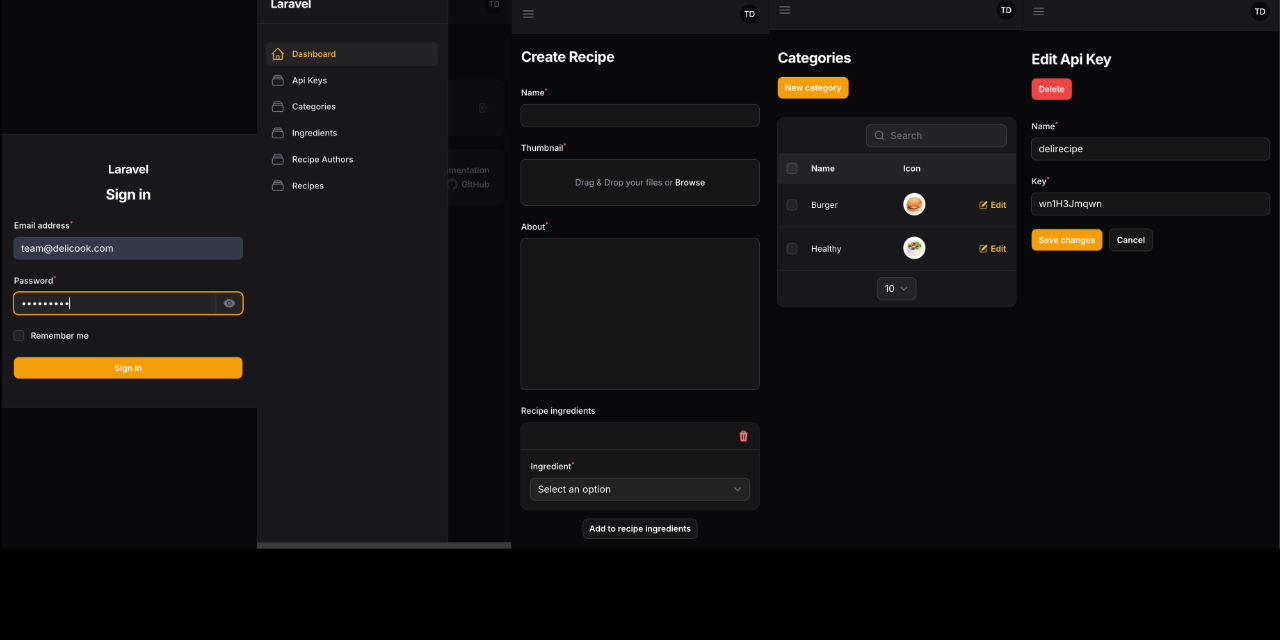 Laravel
Sign in
Email address*
team@delicook.com
Password*
•••••••••
Remember me
Sign in
Laravel
Dashboard
Api Keys
Categories
Ingredients
Recipe Authors
Recipes
TD
GitHub
TD
Create Recipe
Name*
Thumbnail*
Drag & Drop your files or Browse
About*
Recipe ingredients
Ingredient*
Select an option
Add to recipe ingredients
TD
Categories
New category
Search
Name Icon
Burger Edit
Healthy Edit
10
TD
Edit Api Key
Delete
Name*
delirecipe
Key*
wn1H3Jmqwn
Save changes Cancel